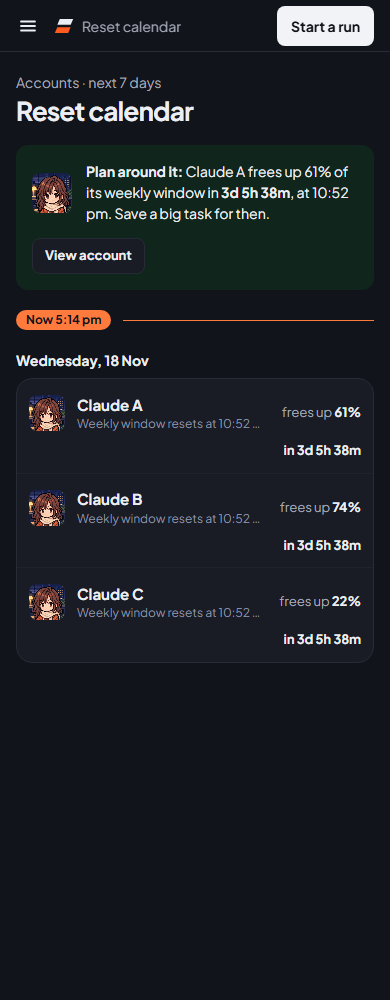 Reset calendar
Start a run
Accounts · next 7 days
Reset calendar
Plan around it: Claude A frees up 61% of
its weekly window in 3d 5h 38m, at 10:52
pm. Save a big task for then.
View account
Now 5:14 pm
Wednesday, 18 Nov
Claude A
Weekly window resets at 10:52 ...
frees up 61%
in 3d 5h 38m
Claude B
Weekly window resets at 10:52 ...
frees up 74%
in 3d 5h 38m
Claude C
Weekly window resets at 10:52 ...
frees up 22%
in 3d 5h 38m